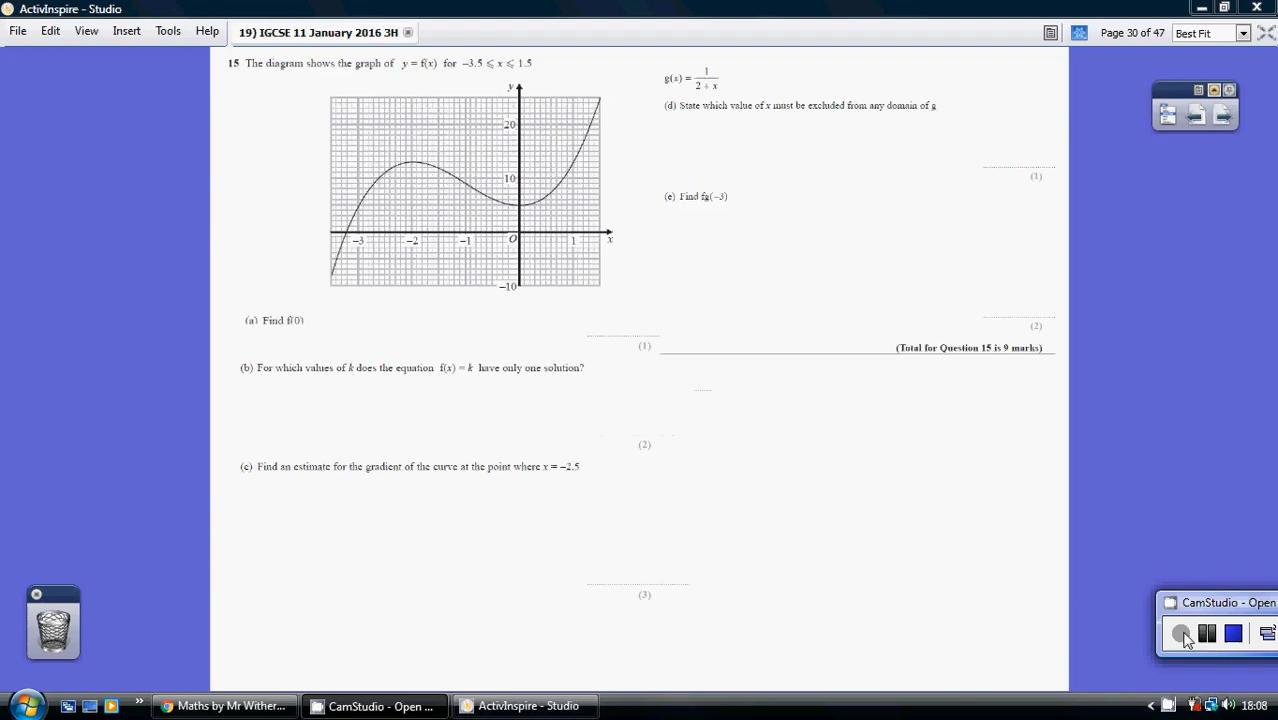 ActivInspire - Studio
File Edit View Insert Tools Help
19) IGCSE 11 January 2016 3H
Page 30 of 47
Best Fit
15 The diagram shows the graph of y = f(x) for −3.5 ⩽ x ⩽ 1.5
y
20
10
−3 −2 −1 O 1 x
−10
(a) Find f(0)
(1)
(b) For which values of k does the equation f(x) = k have only one solution?
(2)
(c) Find an estimate for the gradient of the curve at the point where x = −2.5
(3)
g(x) = 1
2 + x
(d) State which value of x must be excluded from any domain of g
(1)
(e) Find fg(−3)
(2)
(Total for Question 15 is 9 marks)
CamStudio - Open
Maths by Mr Wither...
CamStudio - Open ...
ActivInspire - Studio
18:08